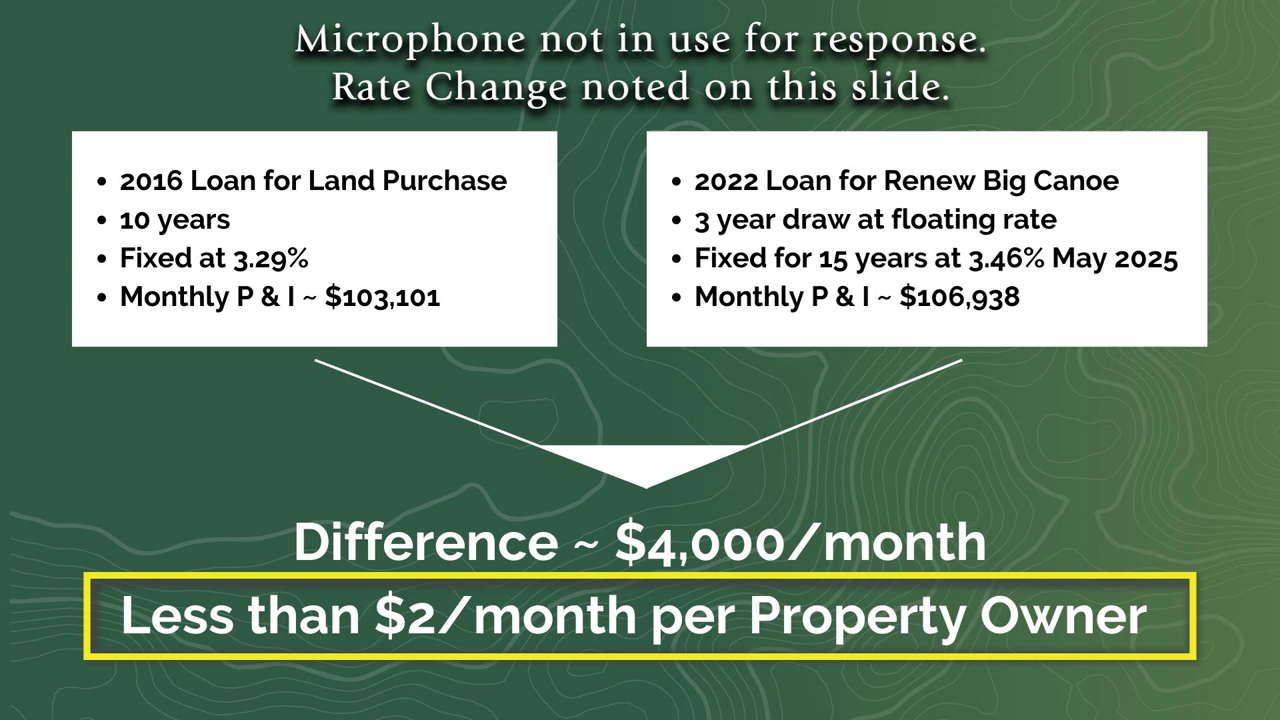 Microphone not in use for response.
Rate Change noted on this slide.
• 2016 Loan for Land Purchase
• 10 years
• Fixed at 3.29%
• Monthly P & I ~ $103,101
• 2022 Loan for Renew Big Canoe
• 3 year draw at floating rate
• Fixed for 15 years at 3.46% May 2025
• Monthly P & I ~ $106,938
Difference ~ $4,000/month
Less than $2/month per Property Owner